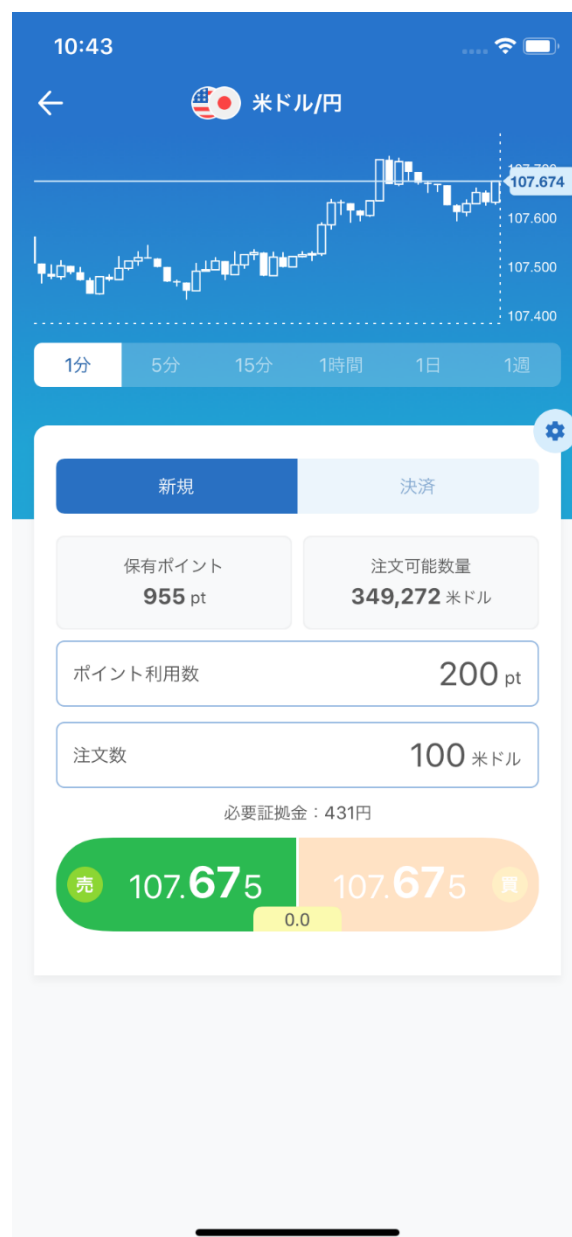 10:43
米ドル/円
107.700
107.674
107.600
107.500
107.400
1分 5分 15分 1時間 1日 1週
新規 決済
保有ポイント 注文可能数量
955 pt 349,272 米ドル
ポイント利用数 200 pt
注文数 100 米ドル
必要証拠金：431円
売 107.675 107.675 買
0.0